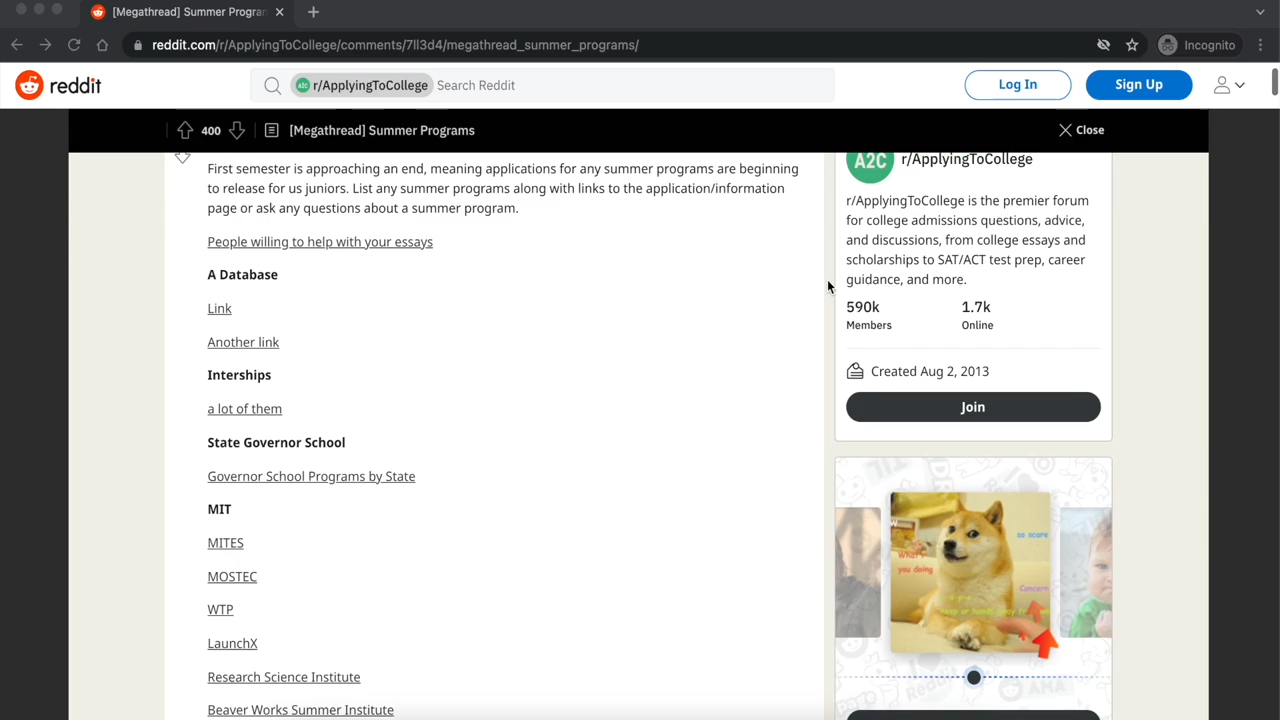 [Megathread] Summer Program
reddit.com/r/ApplyingToCollege/comments/7ll3d4/megathread_summer_programs/
Incognito
reddit
r/ApplyingToCollege Search Reddit
Log In
Sign Up
400
[Megathread] Summer Programs
Close
First semester is approaching an end, meaning applications for any summer programs are beginning
to release for us juniors. List any summer programs along with links to the application/information
page or ask any questions about a summer program.
People willing to help with your essays
A Database
Link
Another link
Interships
a lot of them
State Governor School
Governor School Programs by State
MIT
MITES
MOSTEC
WTP
LaunchX
Research Science Institute
Beaver Works Summer Institute
A2C
r/ApplyingToCollege
r/ApplyingToCollege is the premier forum
for college admissions questions, advice,
and discussions, from college essays and
scholarships to SAT/ACT test prep, career
guidance, and more.
590k
1.7k
Members
Online
Created Aug 2, 2013
Join
so scare
you doing
Concern